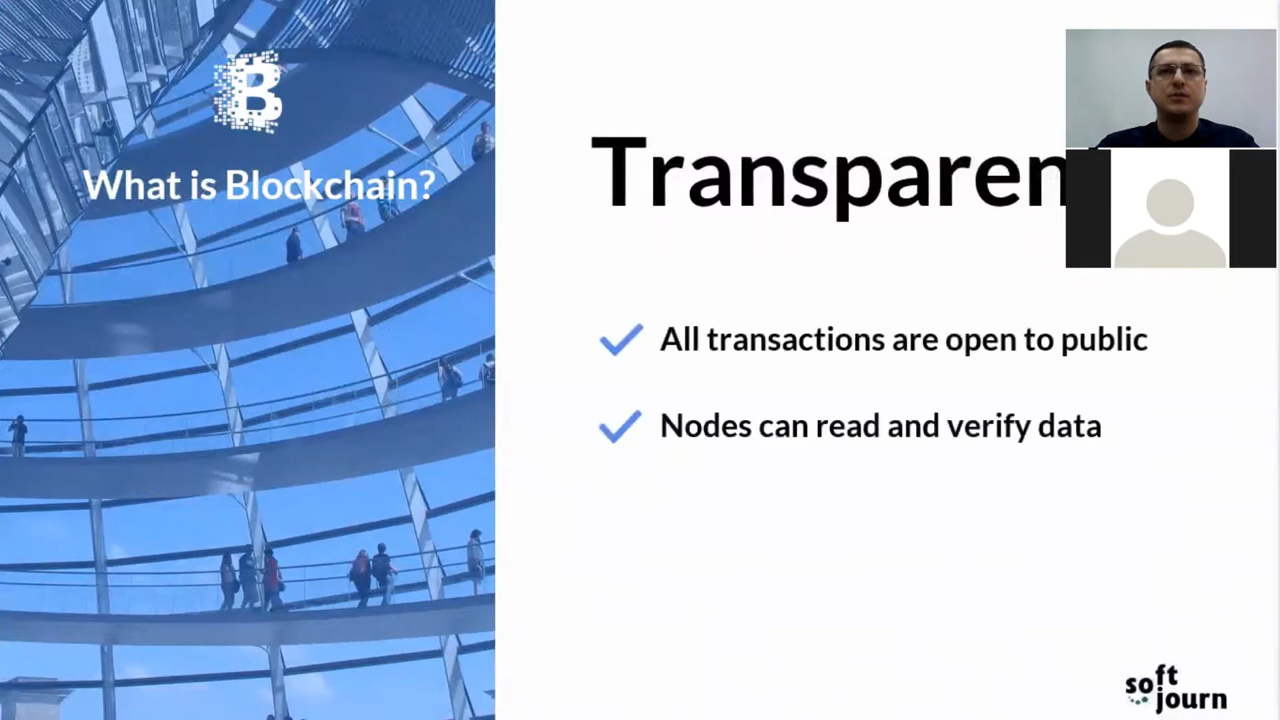 What is Blockchain?
Transparen
All transactions are open to public
Nodes can read and verify data
soft
journ